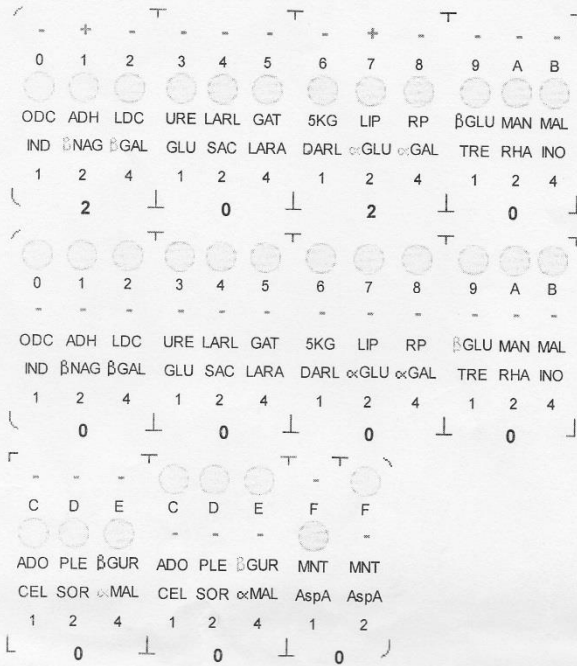 - + - - - - - + - - - -
0 1 2 3 4 5 6 7 8 9 A B
ODC ADH LDC URE LARL GAT 5KG LIP RP βGLU MAN MAL
IND βNAG βGAL GLU SAC LARA DARL ∝GLU ∝GAL TRE RHA INO
1 2 4 1 2 4 1 2 4 1 2 4
2 0 2 0
0 1 2 3 4 5 6 7 8 9 A B
- - - - - - - - - - - -
ODC ADH LDC URE LARL GAT 5KG LIP RP βGLU MAN MAL
IND βNAG βGAL GLU SAC LARA DARL ∝GLU ∝GAL TRE RHA INO
1 2 4 1 2 4 1 2 4 1 2 4
0 0 0 0
- - - -
C D E C D E F F
- - - -
ADO PLE βGUR ADO PLE βGUR MNT MNT
CEL SOR ∝MAL CEL SOR ∝MAL AspA AspA
1 2 4 1 2 4 1 2
0 0 0